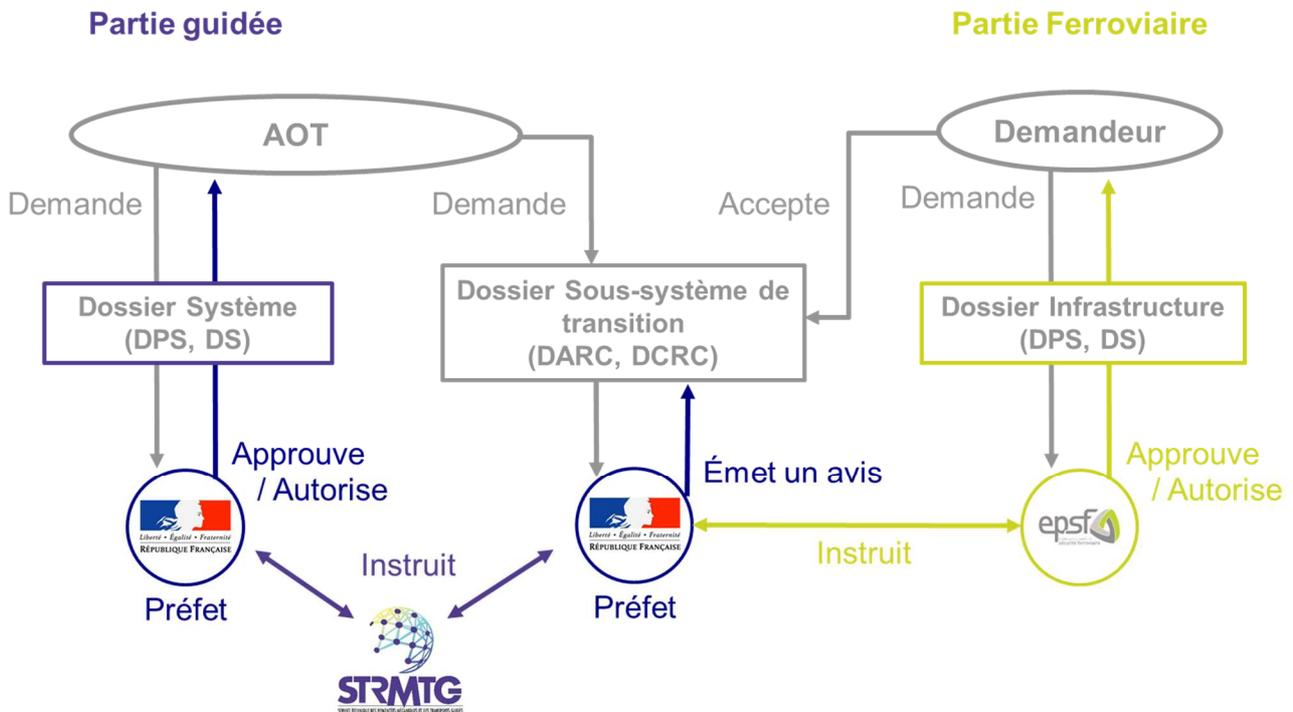 Partie guidée
Partie Ferroviaire
AOT
Demandeur
Demande
Demande
Accepte
Demande
Dossier Système
(DPS, DS)
Dossier Sous-système de
transition
(DARC, DCRC)
Dossier Infrastructure
(DPS, DS)
Approuve
/ Autorise
Émet un avis
Approuve
/ Autorise
Liberté • Égalité • Fraternité
RÉPUBLIQUE FRANÇAISE
Préfet
Liberté • Égalité • Fraternité
RÉPUBLIQUE FRANÇAISE
Préfet
epsf
sécurité ferroviaire
Instruit
Instruit
STRMTG